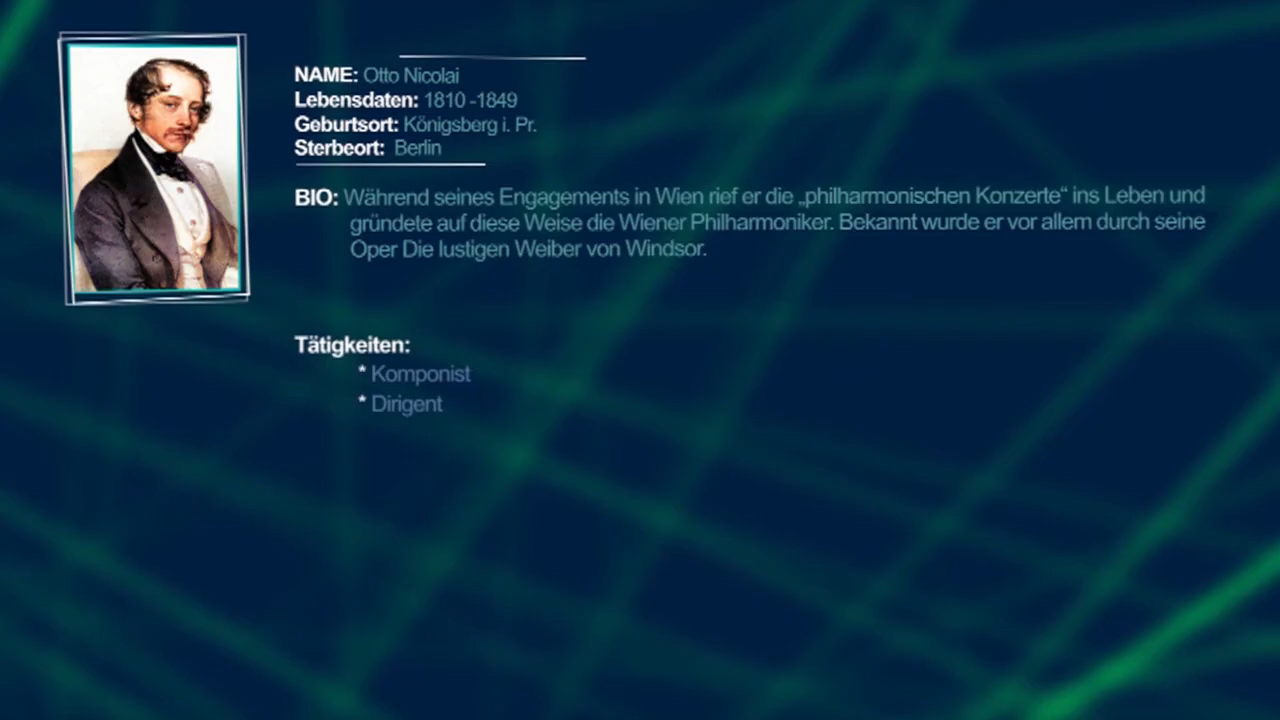 NAME: Otto Nicolai
Lebensdaten: 1810 -1849
Geburtsort: Königsberg i. Pr.
Sterbeort: Berlin
BIO: Während seines Engagements in Wien rief er die „philharmonischen Konzerte“ ins Leben und
gründete auf diese Weise die Wiener Philharmoniker. Bekannt wurde er vor allem durch seine
Oper Die lustigen Weiber von Windsor.
Tätigkeiten:
* Komponist
* Dirigent